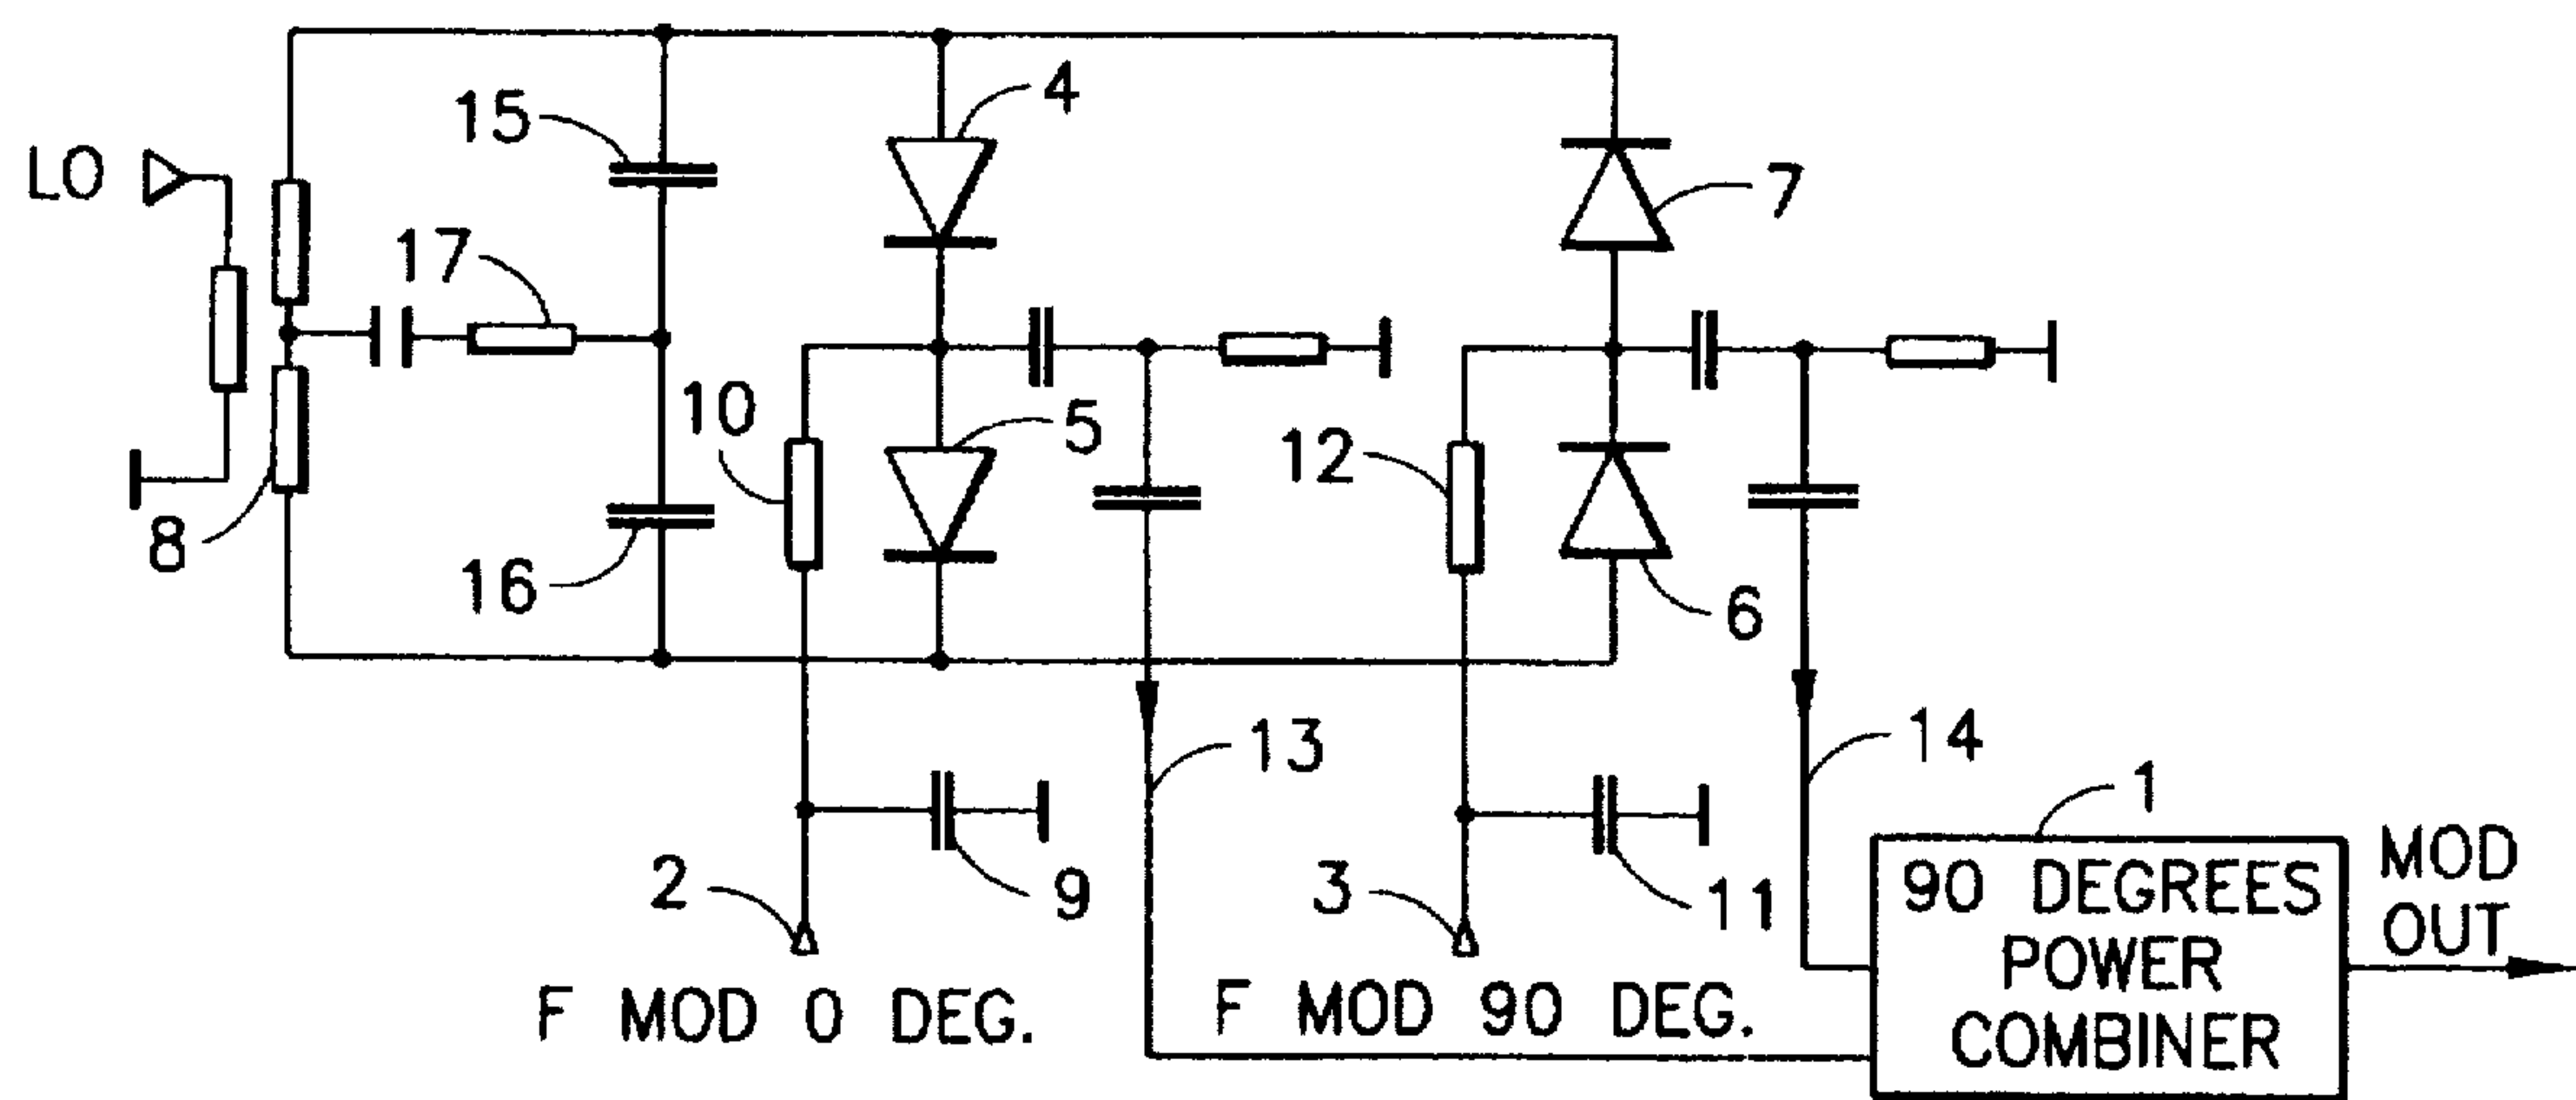 4
15
LO
7
17
10
5
12
8
16
6
13
14
1
2
9
3
11
90 DEGREES
POWER
COMBINER
MOD
OUT
F MOD 0 DEG.
F MOD 90 DEG.